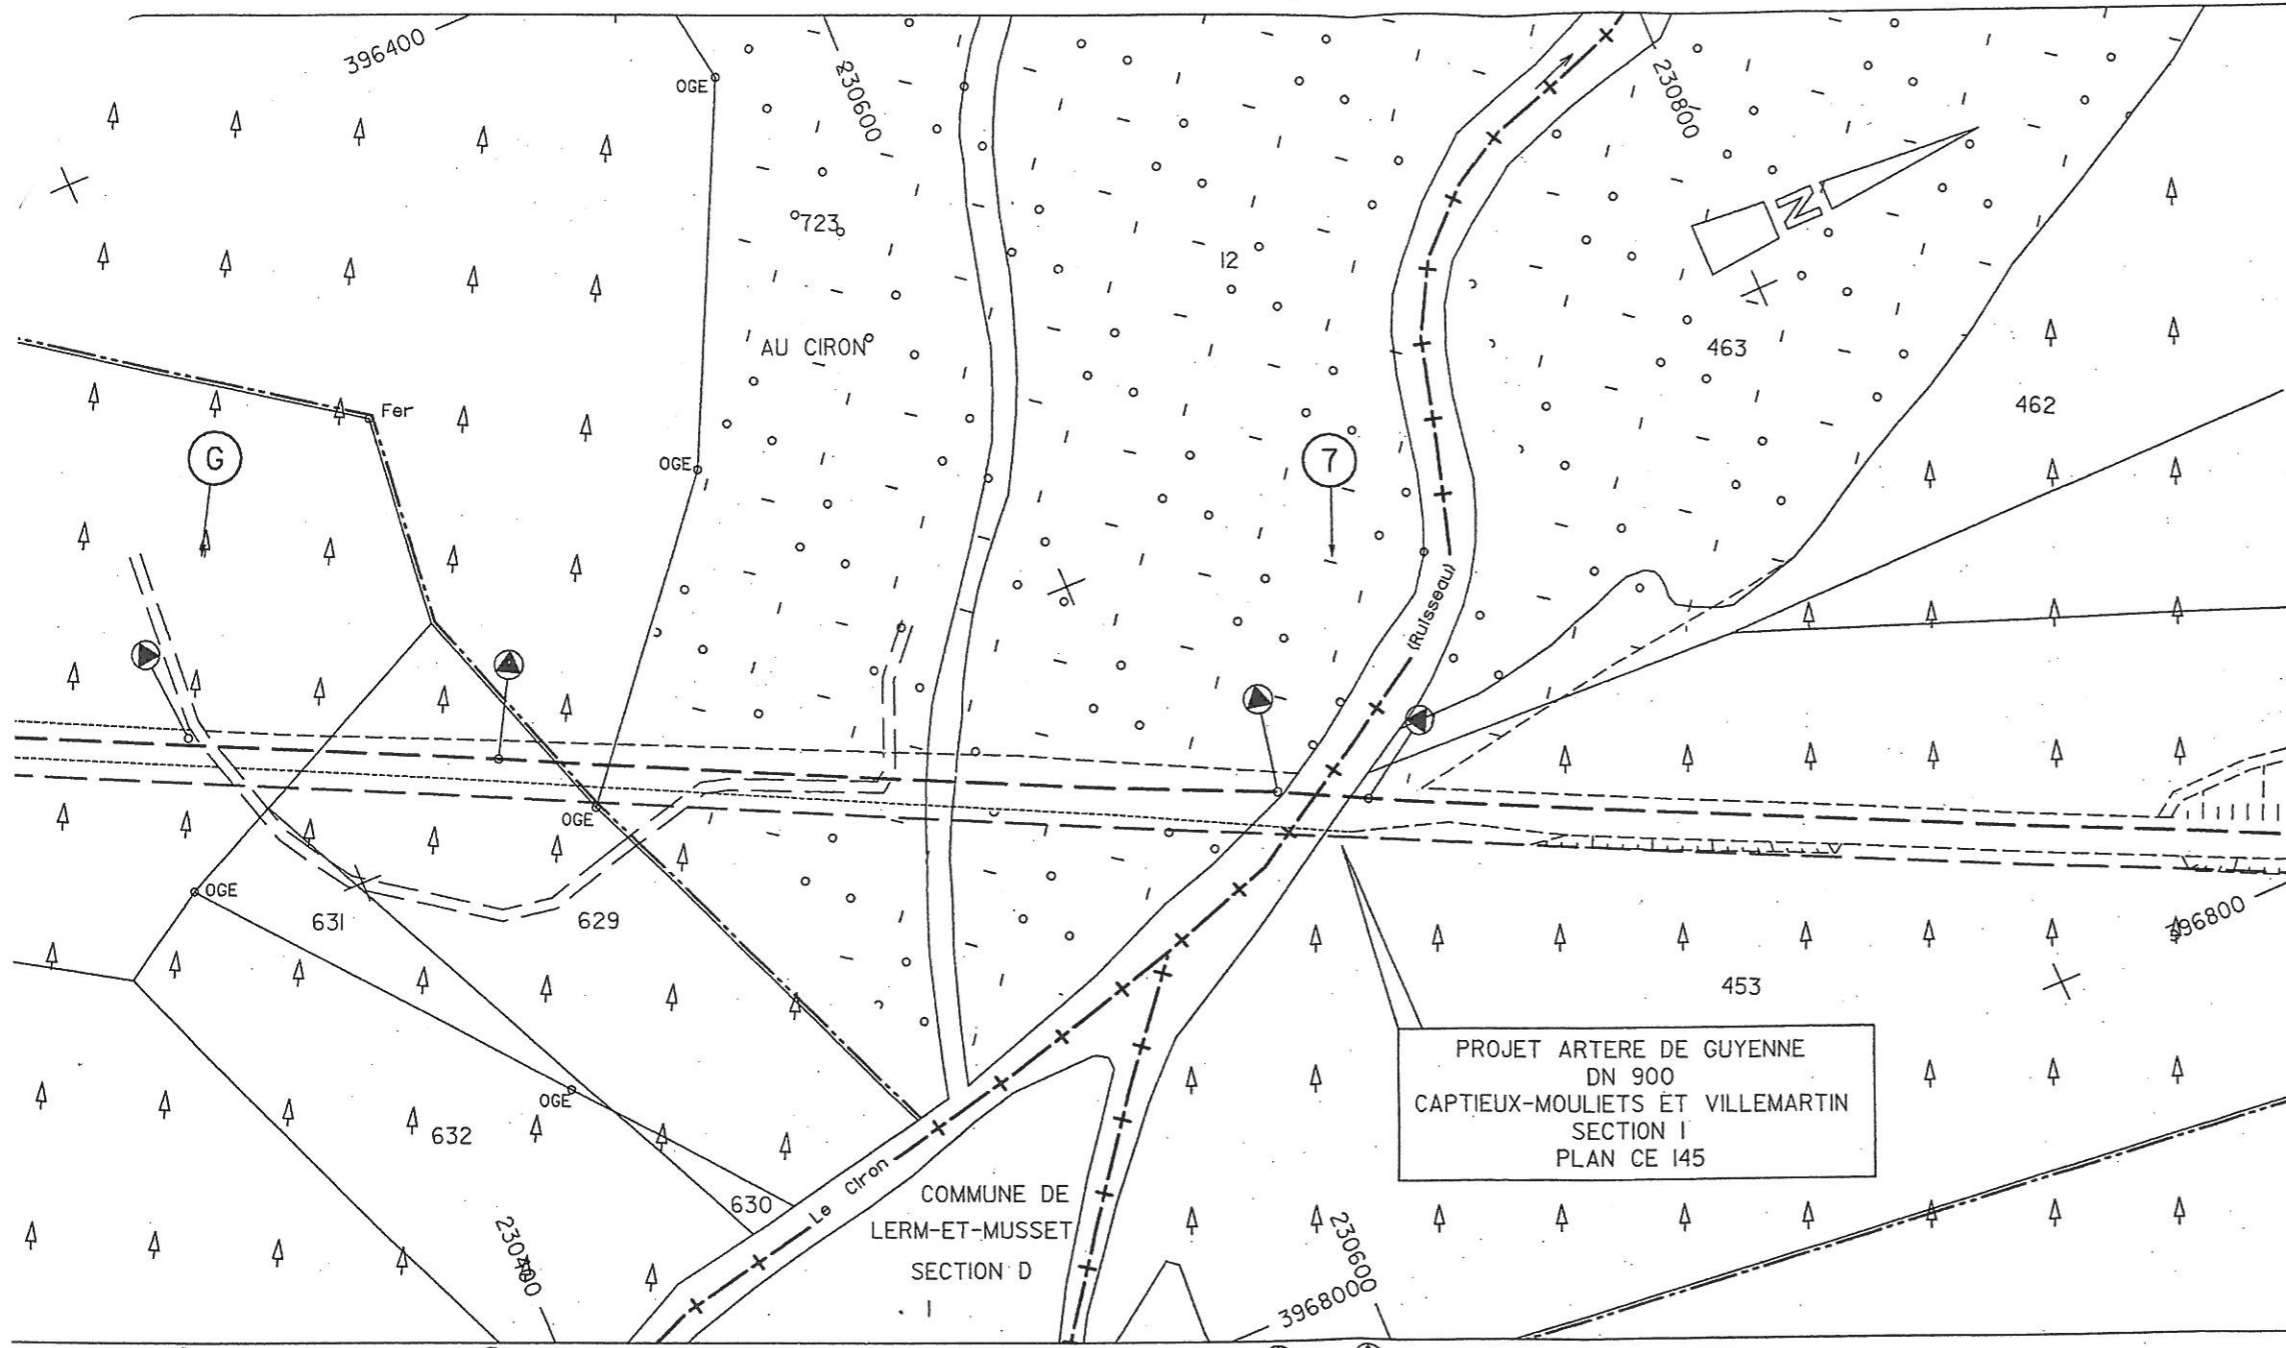 396400
OGE
230600
230800
N
723
12
AU CIRON
463
462
Fer
G
OGE
7
(Ruisseau)
OGE
OGE
631
629
396800
453
PROJET ARTERE DE GUYENNE
DN 900
CAPTIEUX-MOULIETS ET VILLEMARTIN
SECTION I
PLAN CE 145
OGE
632
630
Le Ciron
COMMUNE DE
LERM-ET-MUSSET
SECTION D
230400
230600
3968000